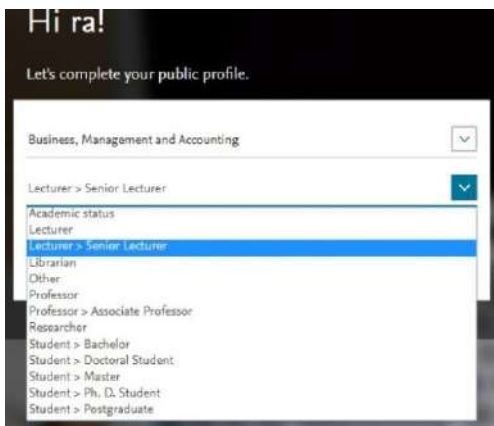 Hi ra!
Let's complete your public profile.
Business, Management and Accounting
Lecturer > Senior Lecturer
Academic status
Lecturer
Lecturer > Senior Lecturer
Librarian
Other
Professor
Professor > Associate Professor
Researcher
Student > Bachelor
Student > Doctoral Student
Student > Master
Student > Ph. D. Student
Student > Postgraduate